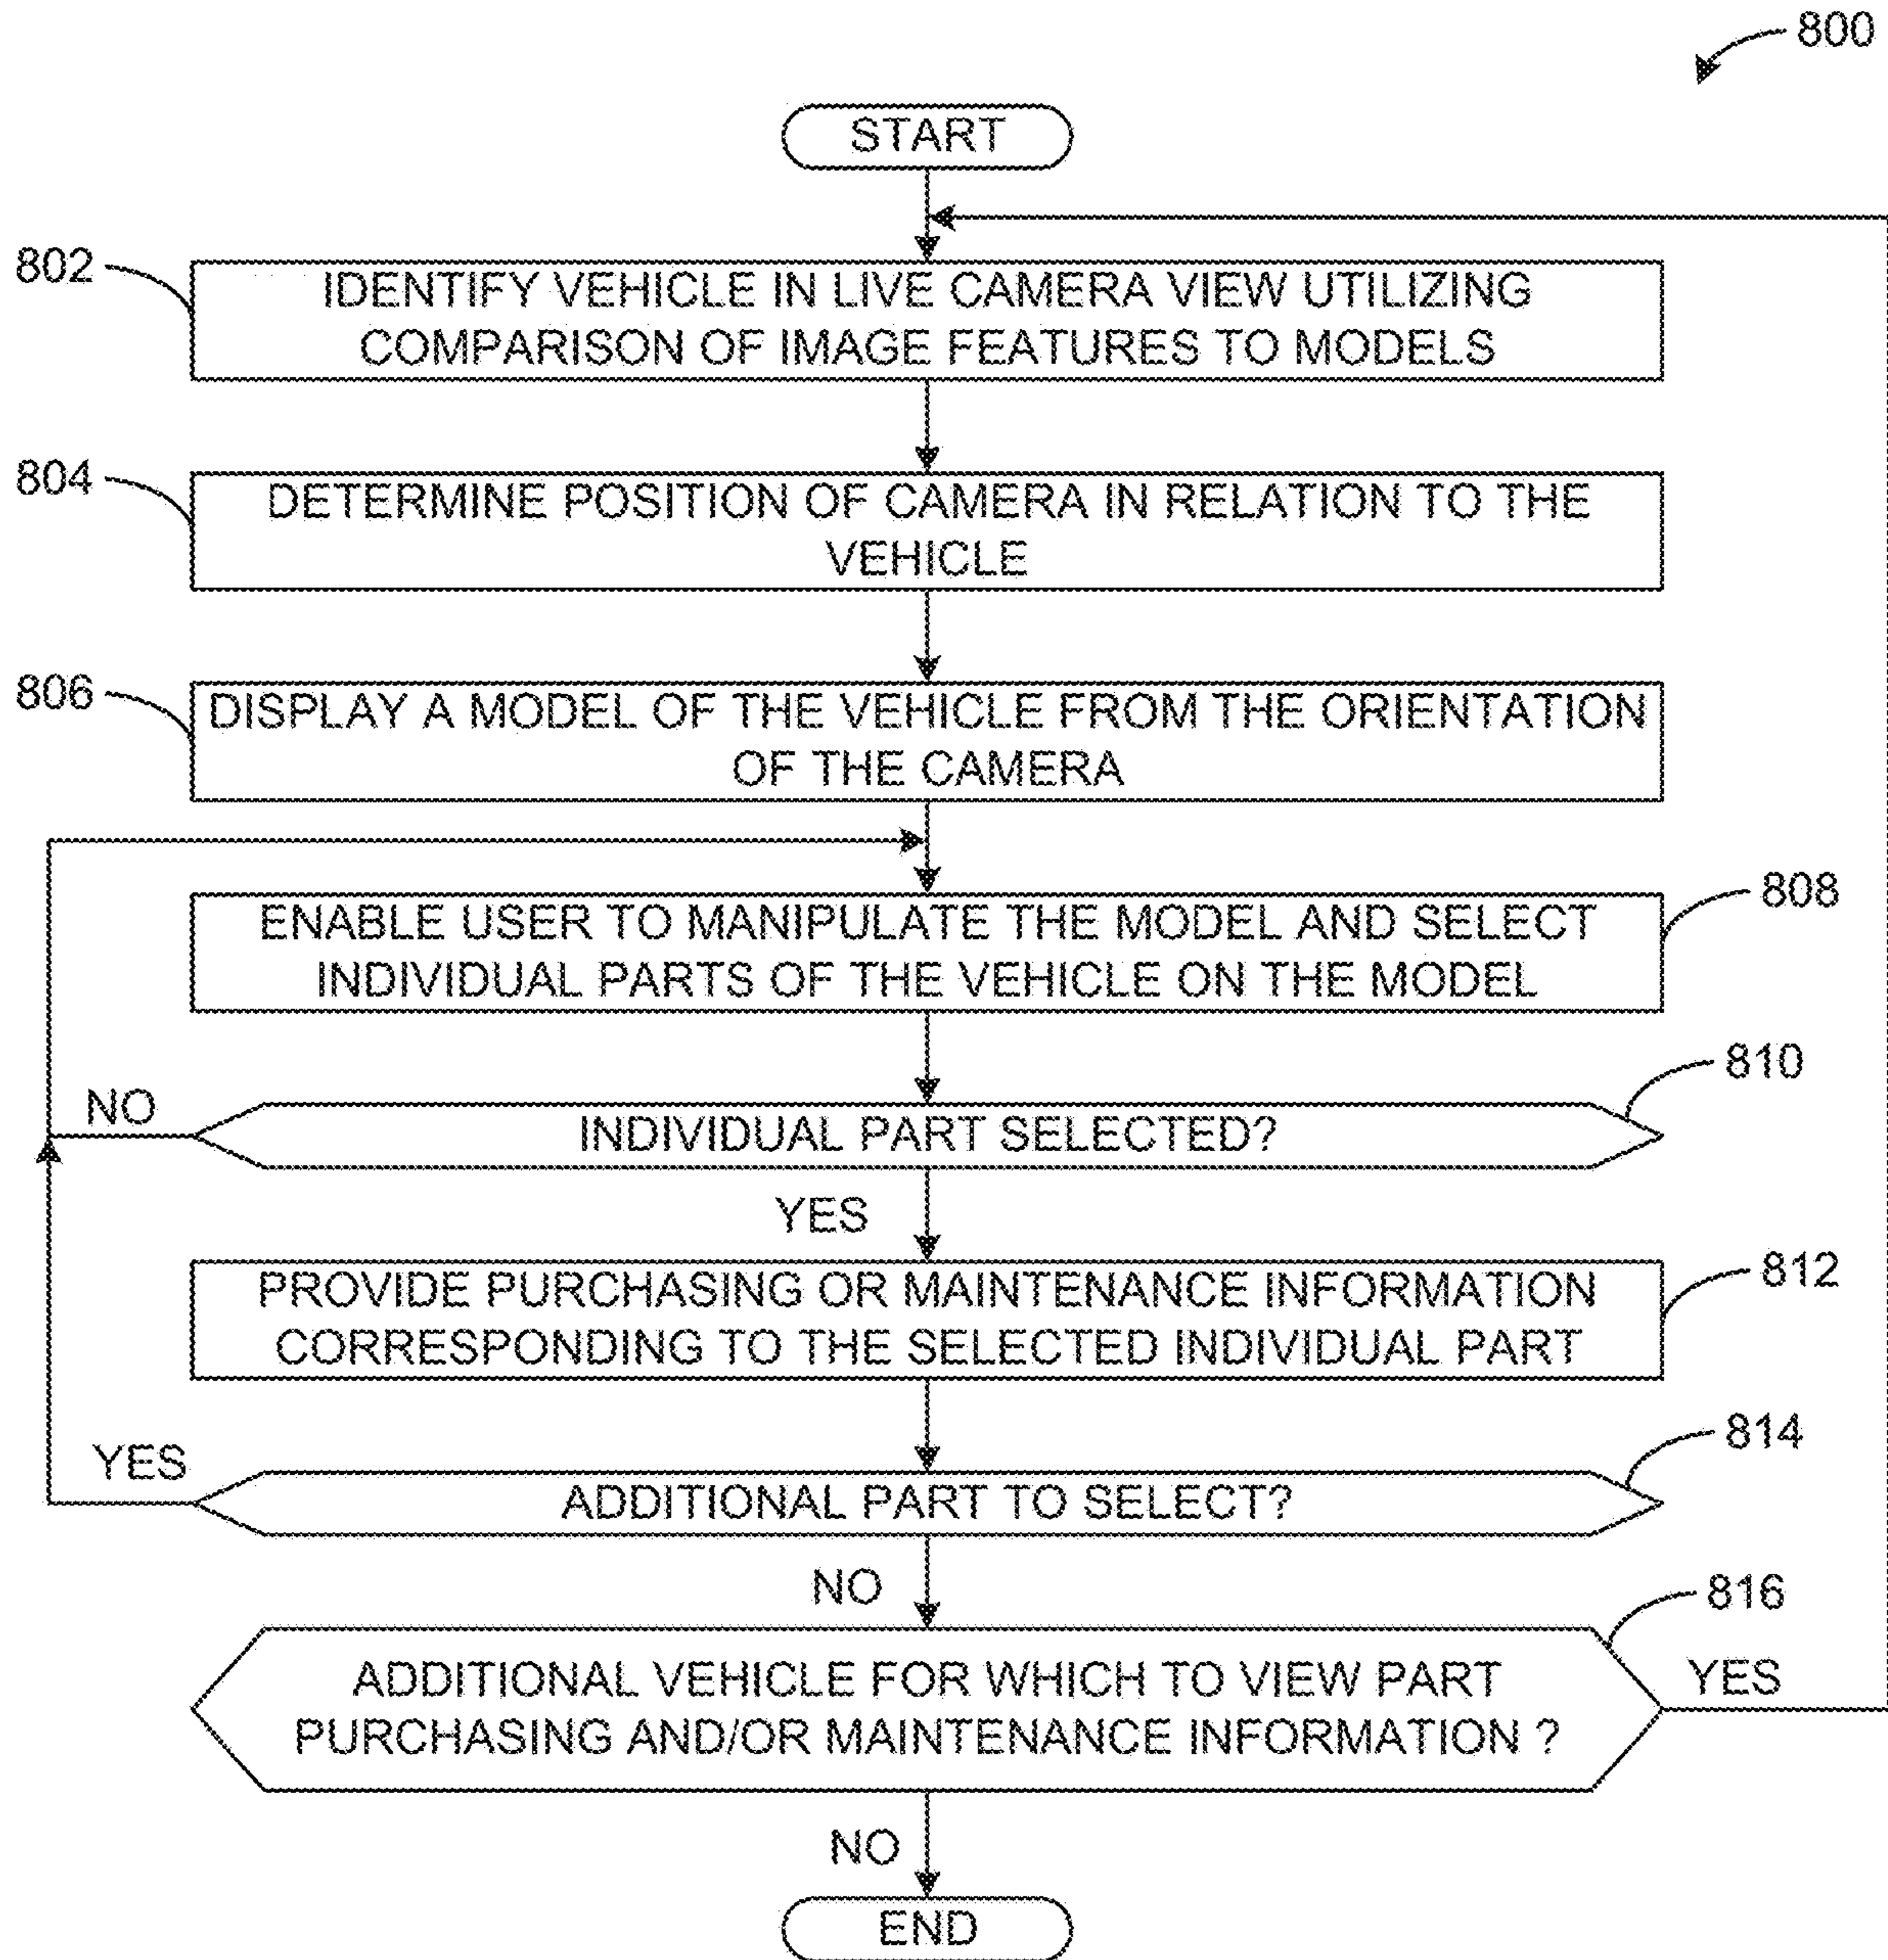 800
START
802
IDENTIFY VEHICLE IN LIVE CAMERA VIEW UTILIZING
COMPARISON OF IMAGE FEATURES TO MODELS
804
DETERMINE POSITION OF CAMERA IN RELATION TO THE
VEHICLE
806
DISPLAY A MODEL OF THE VEHICLE FROM THE ORIENTATION
OF THE CAMERA
808
ENABLE USER TO MANIPULATE THE MODEL AND SELECT
INDIVIDUAL PARTS OF THE VEHICLE ON THE MODEL
810
NO
INDIVIDUAL PART SELECTED?
YES
812
PROVIDE PURCHASING OR MAINTENANCE INFORMATION
CORRESPONDING TO THE SELECTED INDIVIDUAL PART
814
YES
ADDITIONAL PART TO SELECT?
NO
816
ADDITIONAL VEHICLE FOR WHICH TO VIEW PART
PURCHASING AND/OR MAINTENANCE INFORMATION ?
YES
NO
END